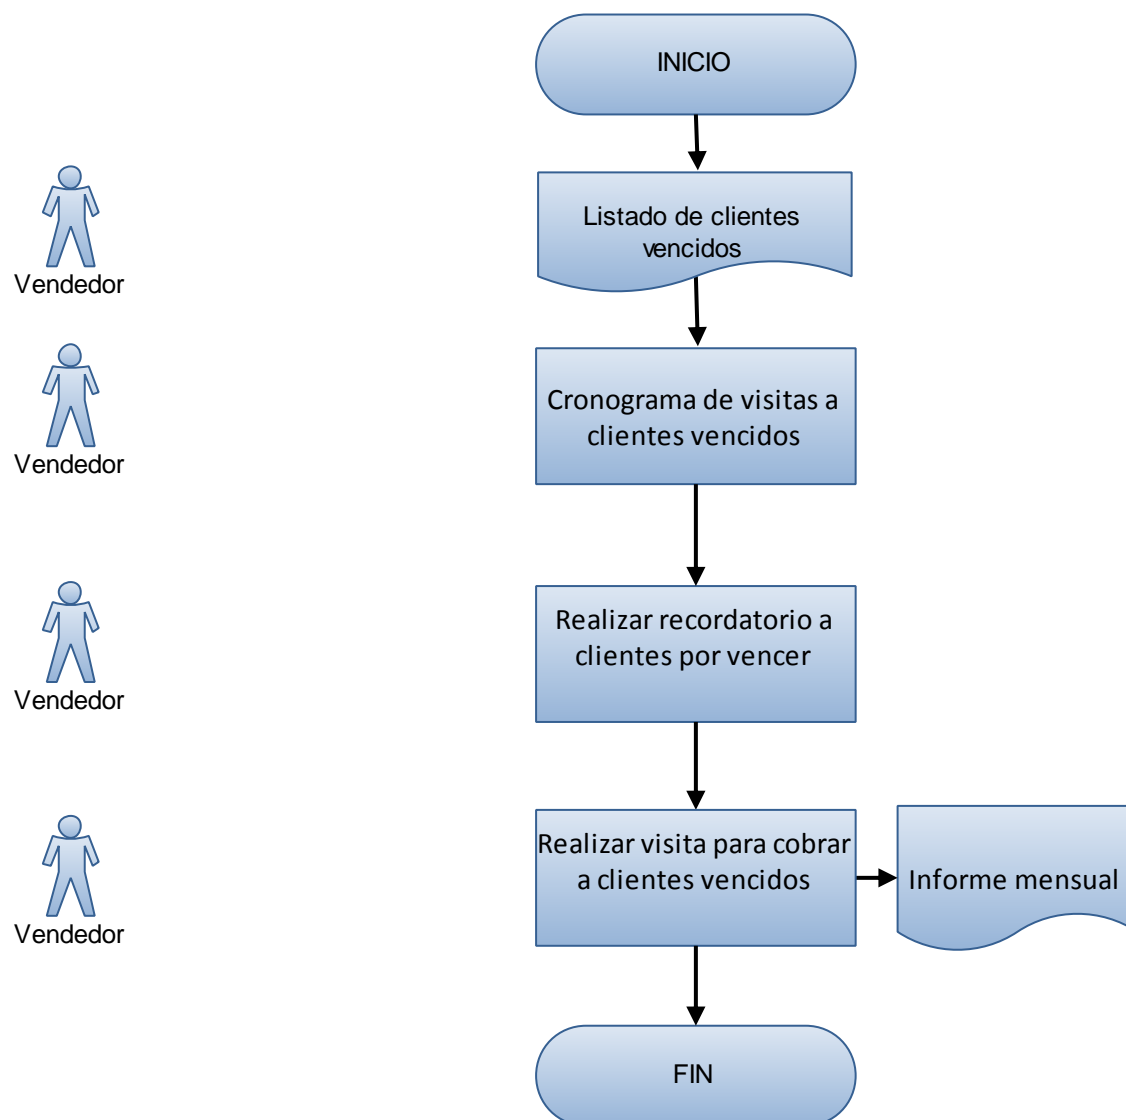 INICIO
Vendedor
Listado de clientes
vencidos
Vendedor
Cronograma de visitas a
clientes vencidos
Vendedor
Realizar recordatorio a
clientes por vencer
Vendedor
Realizar visita para cobrar
a clientes vencidos
Informe mensual
FIN